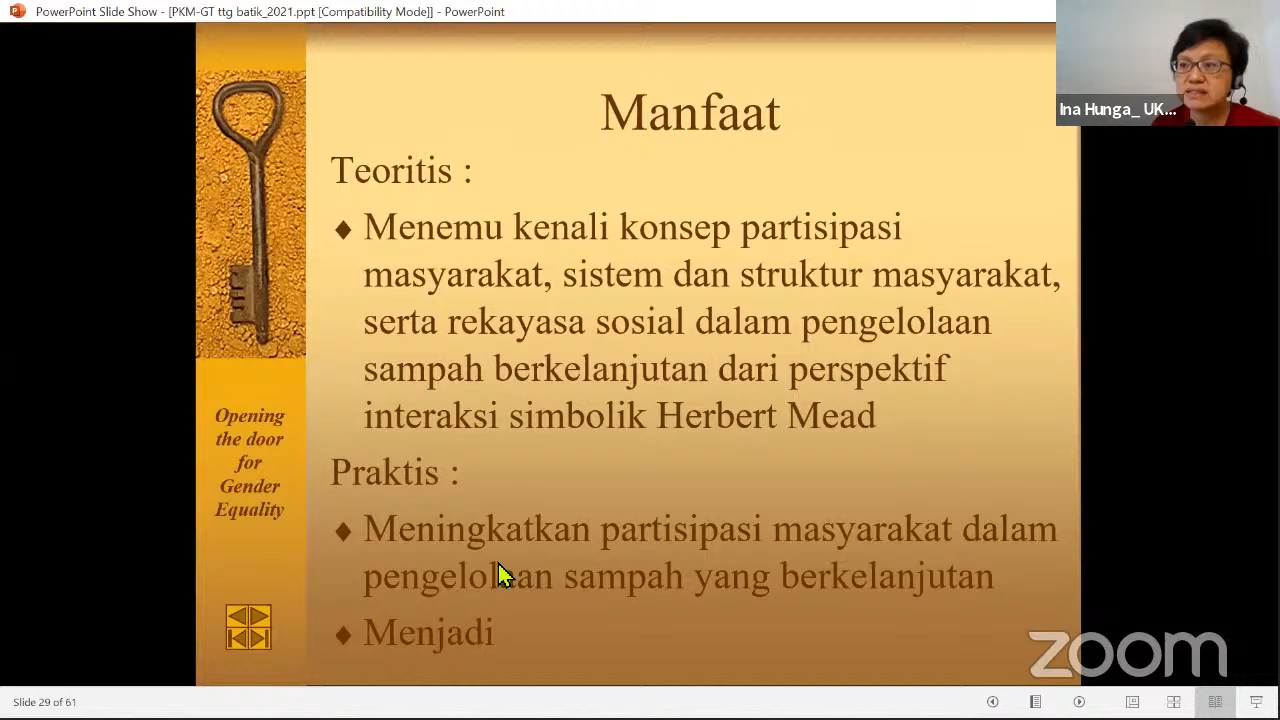 PowerPoint Slide Show - [PKM-GT ttg batik_2021.ppt [Compatibility Mode]] - PowerPoint
Ina Hunga_ UK...
Manfaat
Teoritis :
♦ Menemu kenali konsep partisipasi
masyarakat, sistem dan struktur masyarakat,
serta rekayasa sosial dalam pengelolaan
sampah berkelanjutan dari perspektif
interaksi simbolik Herbert Mead
Praktis :
♦ Meningkatkan partisipasi masyarakat dalam
pengelolaan sampah yang berkelanjutan
♦ Menjadi
Opening
the door
for
Gender
Equality
zoom
Slide 29 of 61